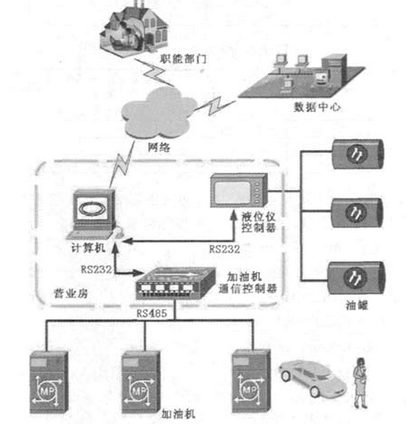 职能部门
数据中心
网络
液位仪
控制器
计算机
RS232
RS232
加油机
通信控制器
营业房
RS485
油罐
MP
MP
MP
加油机